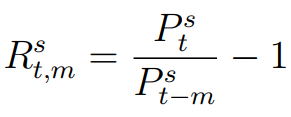 R^s_{t,m} = \frac{P^s_t}{P^s_{t-m}} - 1